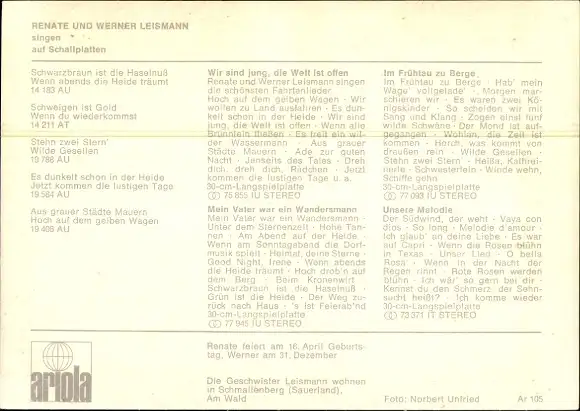 RENATE UND WERNER LEISMANN
singen
auf Schallplatten
Schwarzbraun ist die Haselnuß
Wenn abends die Heide träumt
14 183 AU
Schweigen ist Gold
Wenn du wiederkommst
14 211 AT
Stehn zwei Stern'
Wilde Gesellen
19 788 AU
Es dunkelt schon in der Heide
Jetzt kommen die lustigen Tage
19 564 AU
Aus grauer Städte Mauern
Hoch auf dem gelben Wagen
19 408 AU
Wir sind jung, die Welt ist offen
Renate und Werner Leismann singen
die schönsten Fahrtenlieder
Hoch auf dem gelben Wagen · Wir
wollen zu Land ausfahren · Es dun-
kelt schon in der Heide · Wir sind
jung, die Welt ist offen · Wenn alle
Brünnlein fließen · Es freit ein wil-
der Wassermann · Aus grauer
Städte Mauern · Ade zur guten
Nacht · Jenseits des Tales · Dreh
dich, dreh dich, Rädchen · Jetzt
kommen die lustigen Tage u. a.
30-cm-Langspielplatte
75 855 IU STEREO
Mein Vater war ein Wandersmann
Mein Vater war ein Wandersmann ·
Unter dem Sternenzelt · Hohe Tan-
nen · Am Abend auf der Heide ·
Wenn am Sonntagabend die Dorf-
musik spielt · Heimat, deine Sterne ·
Good Night, Irene · Wenn abends
die Heide träumt · Hoch drob'n auf
dem Berg · Beim Kronenwirt ·
Schwarzbraun ist die Haselnuß ·
Grün ist die Heide · Der Weg zu-
rück nach Haus · 's ist Feierab'nd
30-cm-Langspielplatte
77 945 IU STEREO
Im Frühtau zu Berge
Im Frühtau zu Berge · Hab' mein
Wage' vollgelade' · Morgen mar-
schieren wir · Es waren zwei Kö-
nigskinder · So scheiden wir mit
Sang und Klang · Zogen einst fünf
wilde Schwäne · Der Mond ist auf-
gegangen · Wohlan, die Zeit ist
kommen · Horch, was kommt von
draußen rein · Wilde Gesellen ·
Stehn zwei Stern' · Heißa, Kathrei-
nerle · Schwesterlein · Winde wehn,
Schiffe gehn
30-cm-Langspielplatte
77 093 IU STEREO
Unsere Melodie
Der Südwind, der weht · Vaya con
dios · So long · Melodie d'amour ·
Ich glaub' an deine Liebe · Es war
auf Capri · Wenn die Rosen blühn
in Texas · Unser Lied · O bella
Rosa · Wenn in der Nacht der
Regen rinnt · Rote Rosen werden
blühn · Ich wär' so gern bei dir ·
Kennst du den Schmerz, der Sehn-
sucht heißt? · Ich komme wieder
30-cm-Langspielplatte
73 371 IT STEREO
ariola
Renate feiert am 16. April Geburts-
tag, Werner am 31. Dezember
Die Geschwister Leismann wohnen
in Schmallenberg (Sauerland),
Am Wald
Foto: Norbert Unfried Ar 105